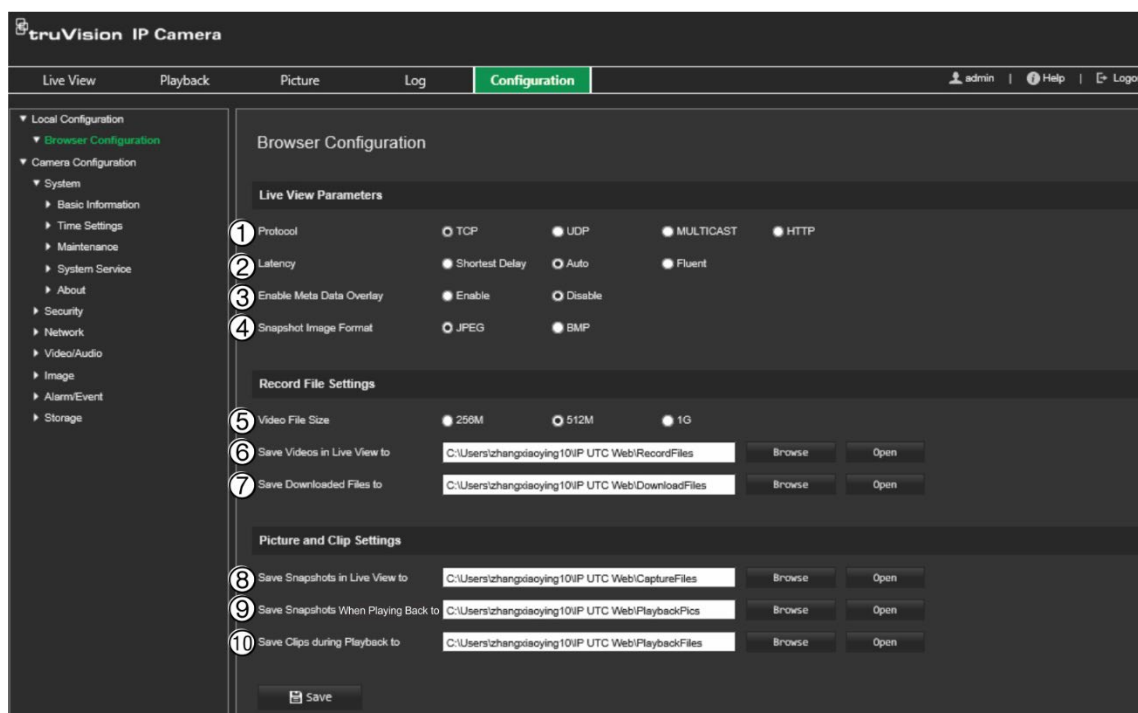 truVision IP Camera
Live View Playback Picture Log Configuration admin | Help | Logo
Local Configuration
Browser Configuration
Camera Configuration
System
Basic Information
Time Settings
Maintenance
System Service
About
Security
Network
Video/Audio
Image
Alarm/Event
Storage
Browser Configuration
Live View Parameters
1 Protocol TCP UDP MULTICAST HTTP
2 Latency Shortest Delay Auto Fluent
3 Enable Meta Data Overlay Enable Disable
4 Snapshot Image Format JPEG BMP
Record File Settings
5 Video File Size 256M 512M 1G
6 Save Videos in Live View to C:\Users\zhangxiaoying10\IP UTC Web\RecordFiles Browse Open
7 Save Downloaded Files to C:\Users\zhangxiaoying10\IP UTC Web\DownloadFiles Browse Open
Picture and Clip Settings
8 Save Snapshots in Live View to C:\Users\zhangxiaoying10\IP UTC Web\CaptureFiles Browse Open
9 Save Snapshots When Playing Back to C:\Users\zhangxiaoying10\IP UTC Web\PlaybackPics Browse Open
10 Save Clips during Playback to C:\Users\zhangxiaoying10\IP UTC Web\PlaybackFiles Browse Open
Save